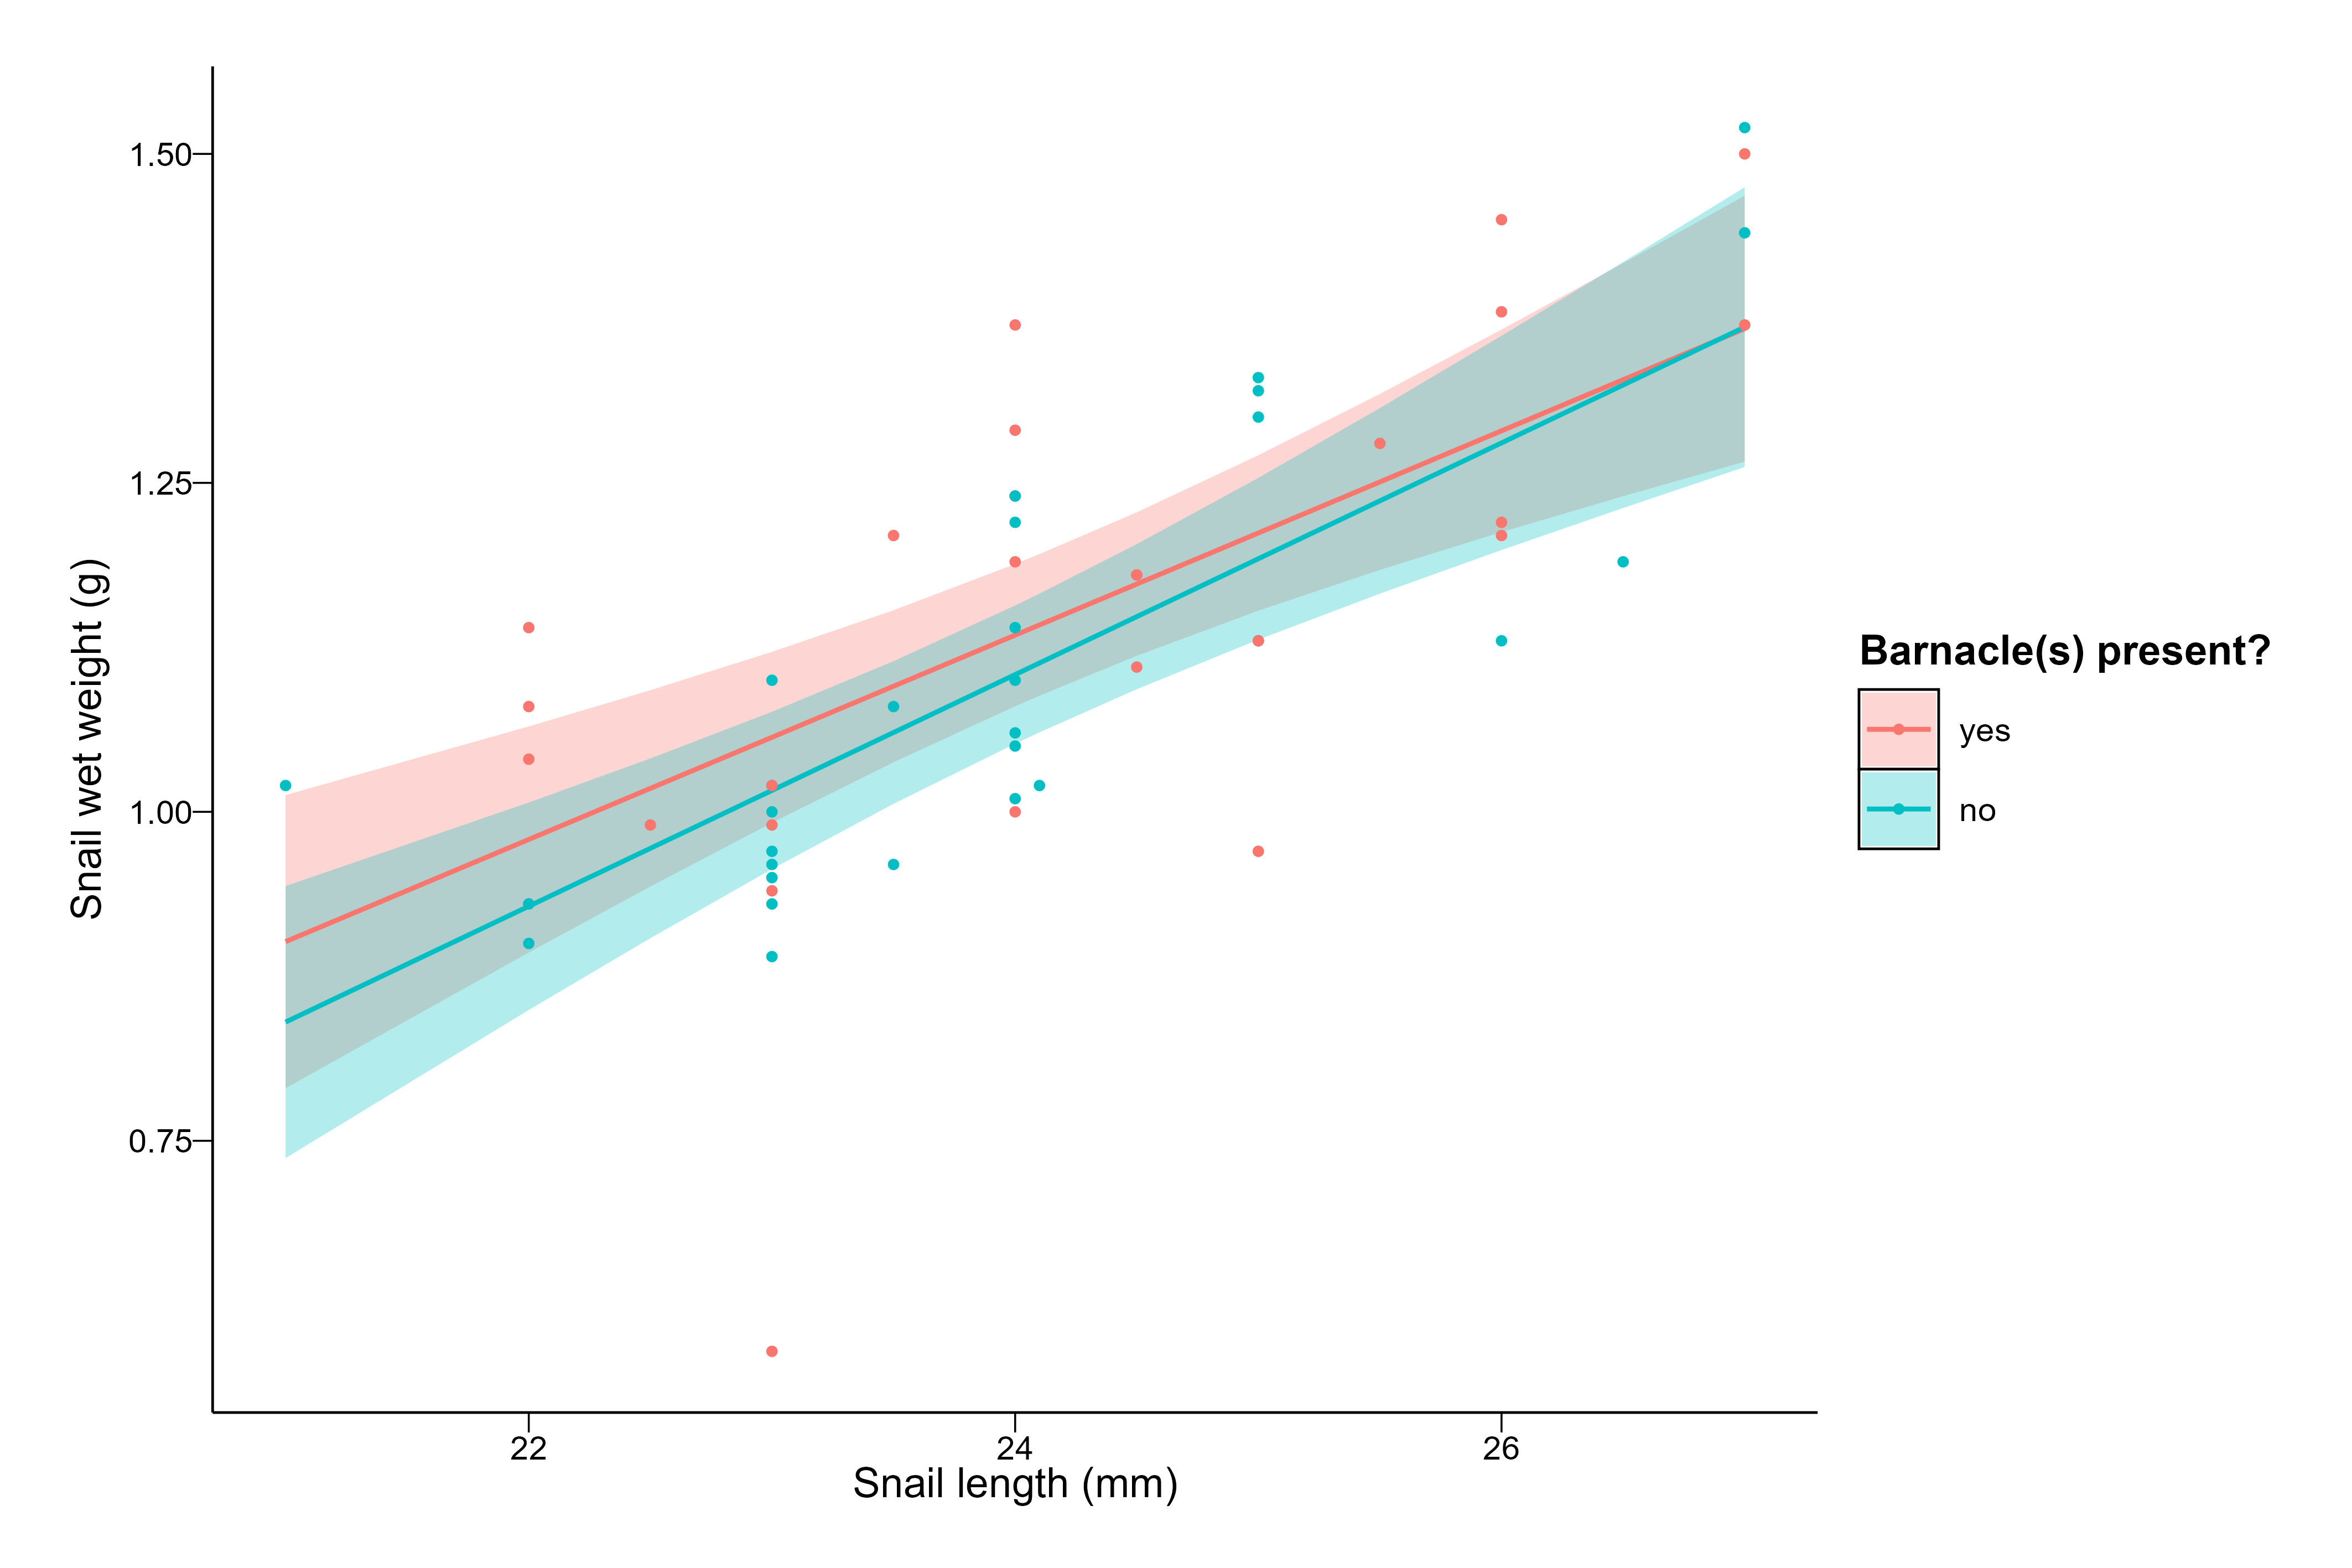 1.50
1.25
1.00
0.75
Snail wet weight (g)
22 24 26
Snail length (mm)
Barnacle(s) present?
yes
no